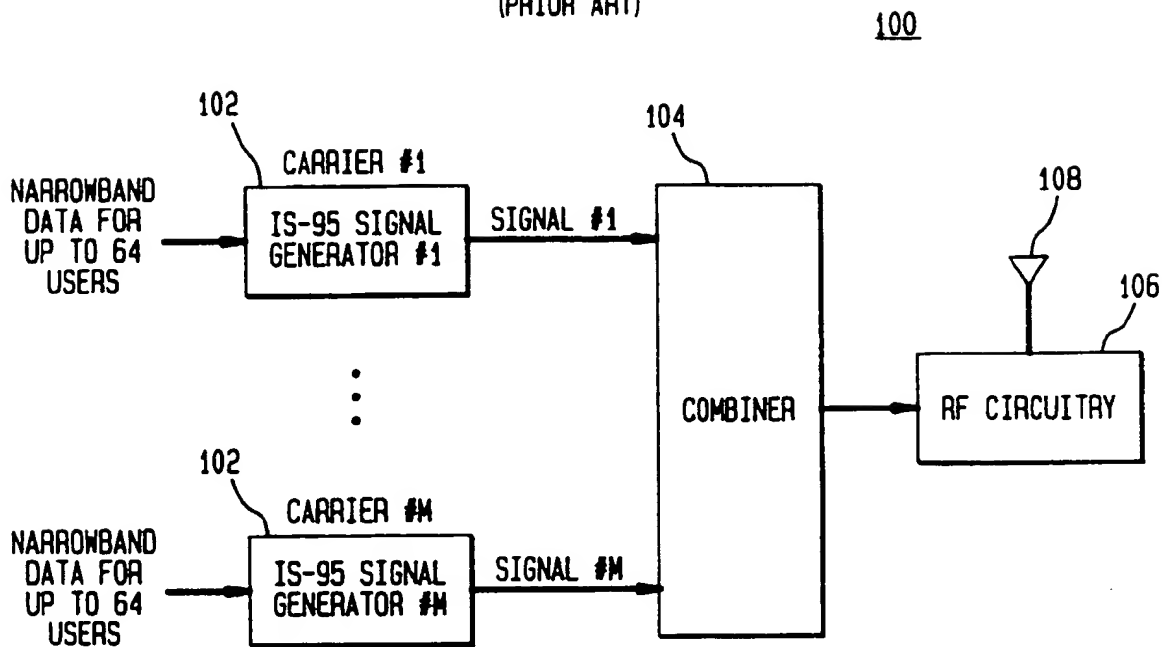 (PRIOR ART)
100
102
CARRIER #1
NARROWBAND
DATA FOR
UP TO 64
USERS
IS-95 SIGNAL
GENERATOR #1
SIGNAL #1
104
COMBINER
108
106
RF CIRCUITRY
102
CARRIER #M
NARROWBAND
DATA FOR
UP TO 64
USERS
IS-95 SIGNAL
GENERATOR #M
SIGNAL #M